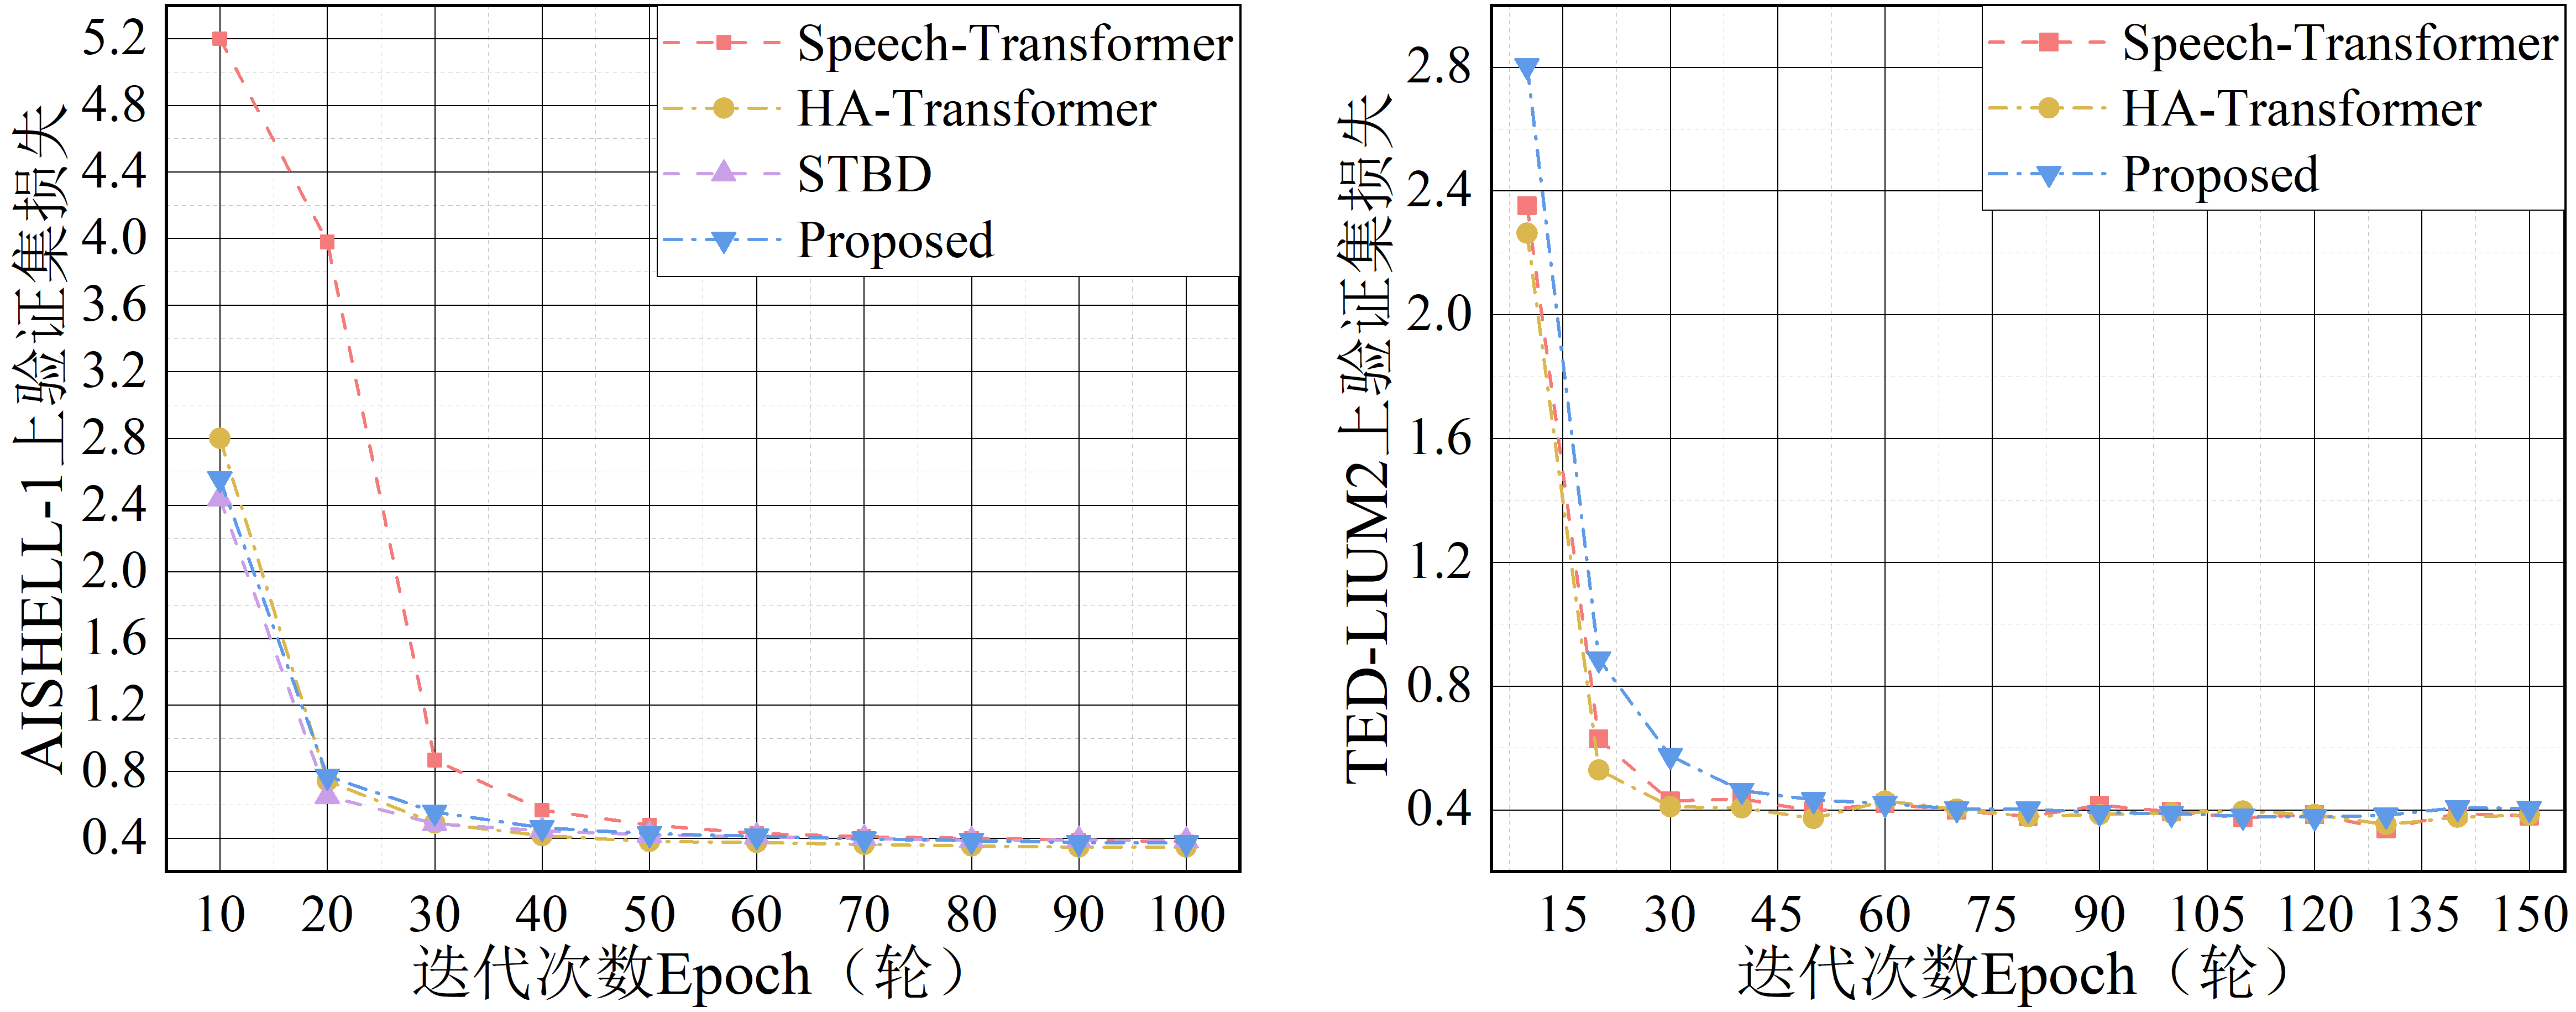 AISHELL-1上验证集损失
5.2
4.8
4.4
4.0
3.6
3.2
2.8
2.4
2.0
1.6
1.2
0.8
0.4
Speech-Transformer
HA-Transformer
STBD
Proposed
10 20 30 40 50 60 70 80 90 100
迭代次数Epoch（轮）
TED-LIUM2上验证集损失
2.8
2.4
2.0
1.6
1.2
0.8
0.4
Speech-Transformer
HA-Transformer
Proposed
15 30 45 60 75 90 105 120 135 150
迭代次数Epoch（轮）